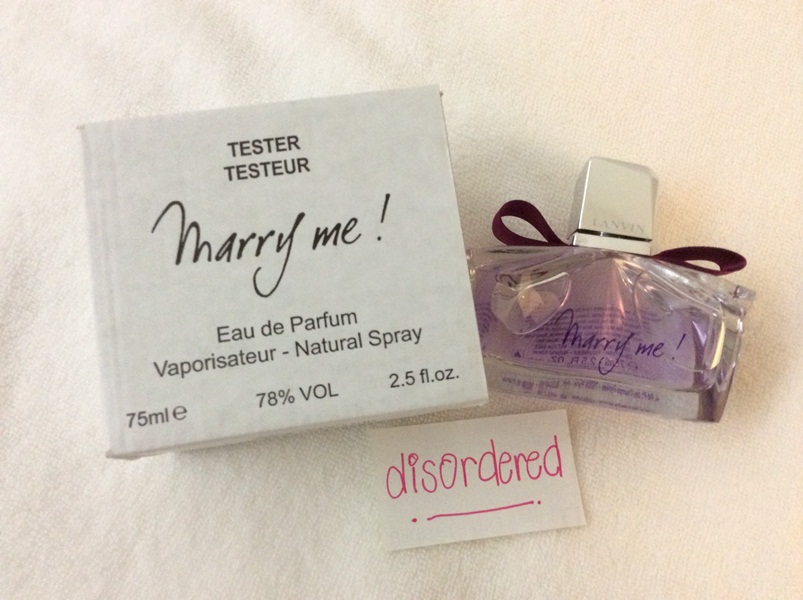 TESTER
TESTEUR
Marry me !
Eau de Parfum
Vaporisateur - Natural Spray
75ml e
78% VOL
2.5 fl.oz.
LANVIN
Marry me !
disordered